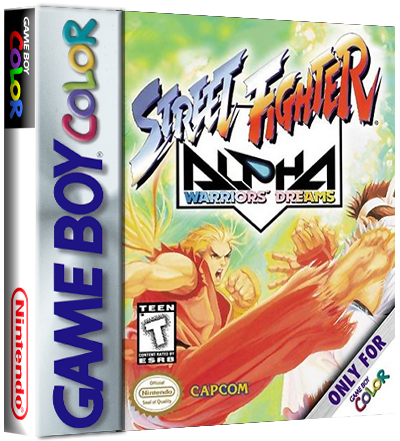 GAME BOY
COLOR
Nintendo
GAME BOY COLOR
STREET FIGHTER
ALPHA
WARRIORS' DREAMS
TEEN
T
CONTENT RATED BY
ESRB
Official
Nintendo
Seal of Quality
CAPCOM
ONLY FOR
GAME BOY
COLOR